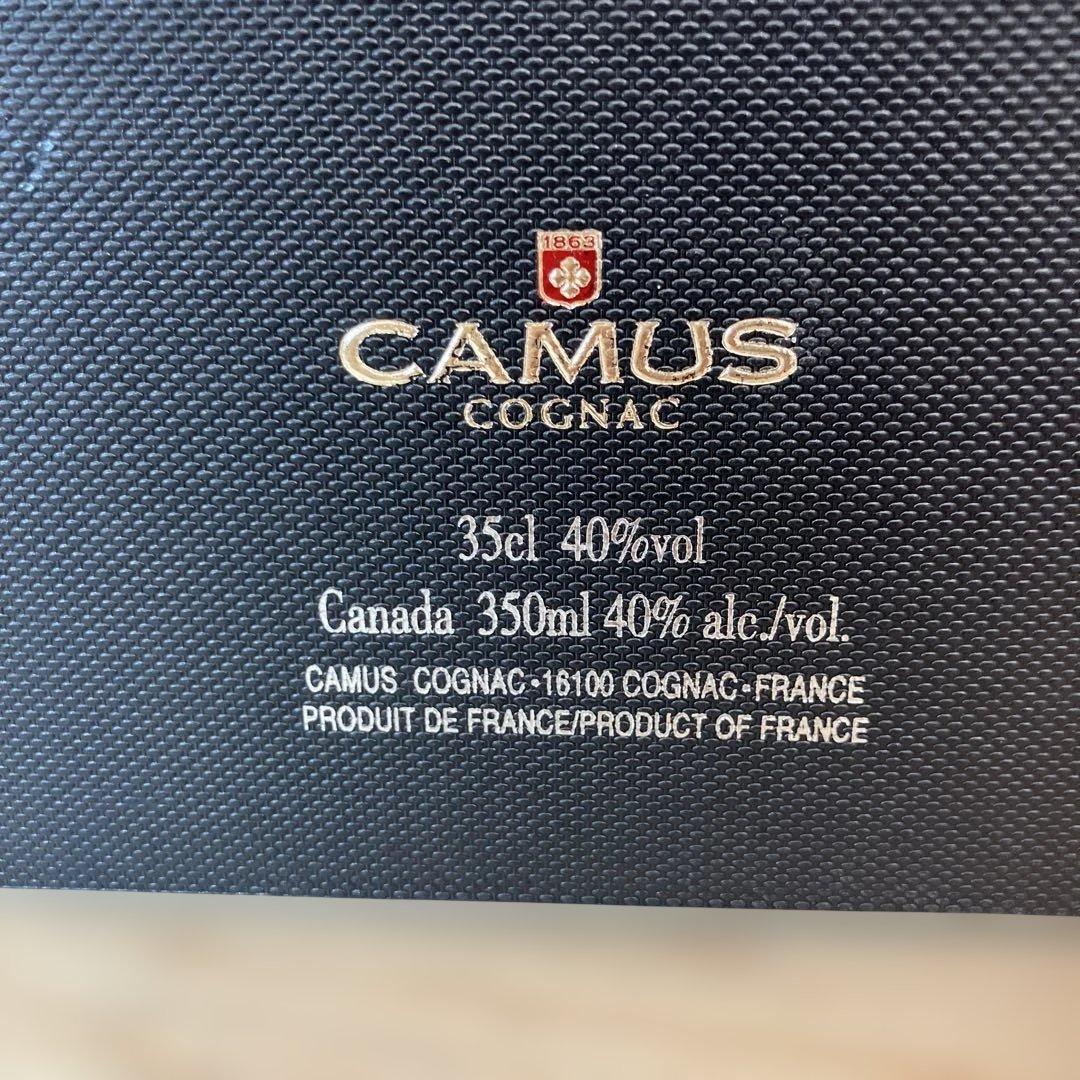 1863
CAMUS
COGNAC
35cl 40%vol
Canada 350ml 40% alc./vol.
CAMUS COGNAC·16100 COGNAC·FRANCE
PRODUIT DE FRANCE/PRODUCT OF FRANCE